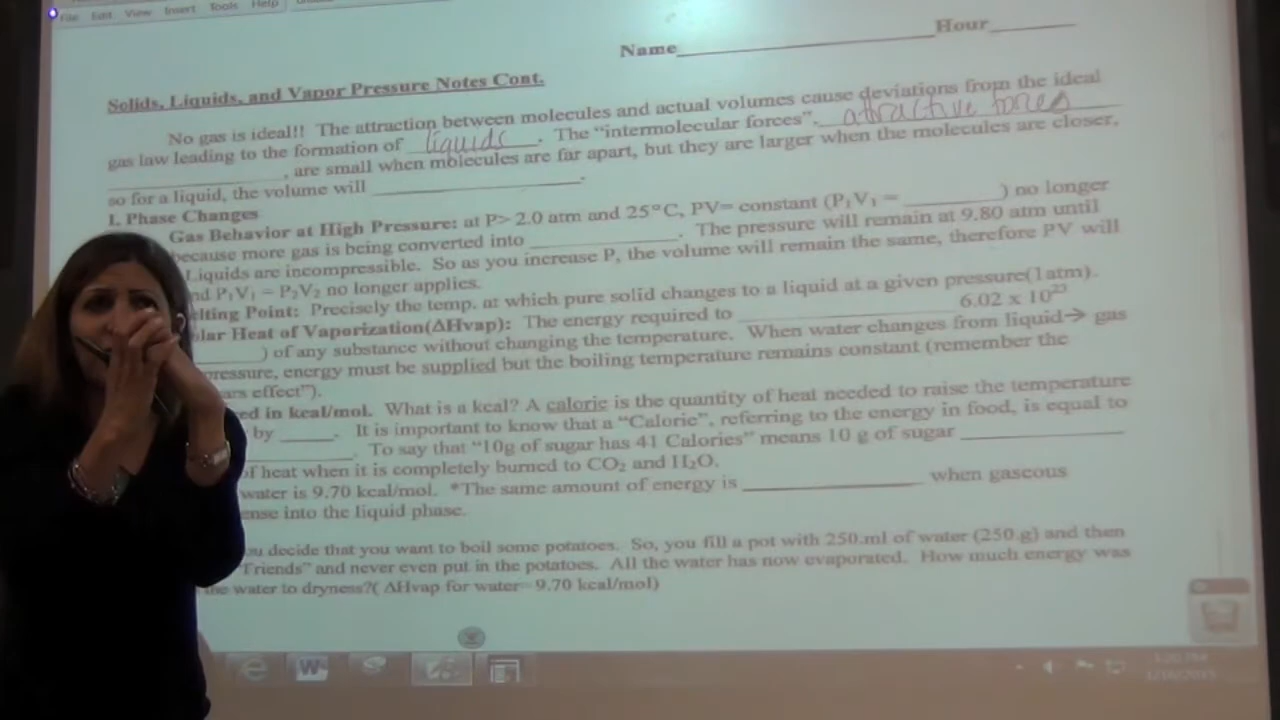 File Edit View Insert Tools Help
Name Hour
Solids, Liquids, and Vapor Pressure Notes Cont.
No gas is ideal!! The attraction between molecules and actual volumes cause deviations from the ideal
gas law leading to the formation of liquids. The "intermolecular forces", attractive forces
, are small when molecules are far apart, but they are larger when the molecules are closer,
so for a liquid, the volume will .
I. Phase Changes
Gas Behavior at High Pressure: at P> 2.0 atm and 25°C, PV= constant (P₁V₁ = ) no longer
because more gas is being converted into . The pressure will remain at 9.80 atm until
Liquids are incompressible. So as you increase P, the volume will remain the same, therefore PV will
nd P₁V₁ = P₂V₂ no longer applies.
elting Point: Precisely the temp. at which pure solid changes to a liquid at a given pressure(1atm).
olar Heat of Vaporization(ΔHvap): The energy required to 6.02 x 10²³
) of any substance without changing the temperature. When water changes from liquid→ gas
pressure, energy must be supplied but the boiling temperature remains constant (remember the
ars effect").
ed in kcal/mol. What is a kcal? A calorie is the quantity of heat needed to raise the temperature
by . It is important to know that a "Calorie", referring to the energy in food, is equal to
. To say that "10g of sugar has 41 Calories" means 10 g of sugar
of heat when it is completely burned to CO₂ and H₂O.
water is 9.70 kcal/mol. *The same amount of energy is when gaseous
ense into the liquid phase.
ou decide that you want to boil some potatoes. So, you fill a pot with 250.ml of water (250.g) and then
"Friends" and never even put in the potatoes. All the water has now evaporated. How much energy was
the water to dryness?( ΔHvap for water= 9.70 kcal/mol)